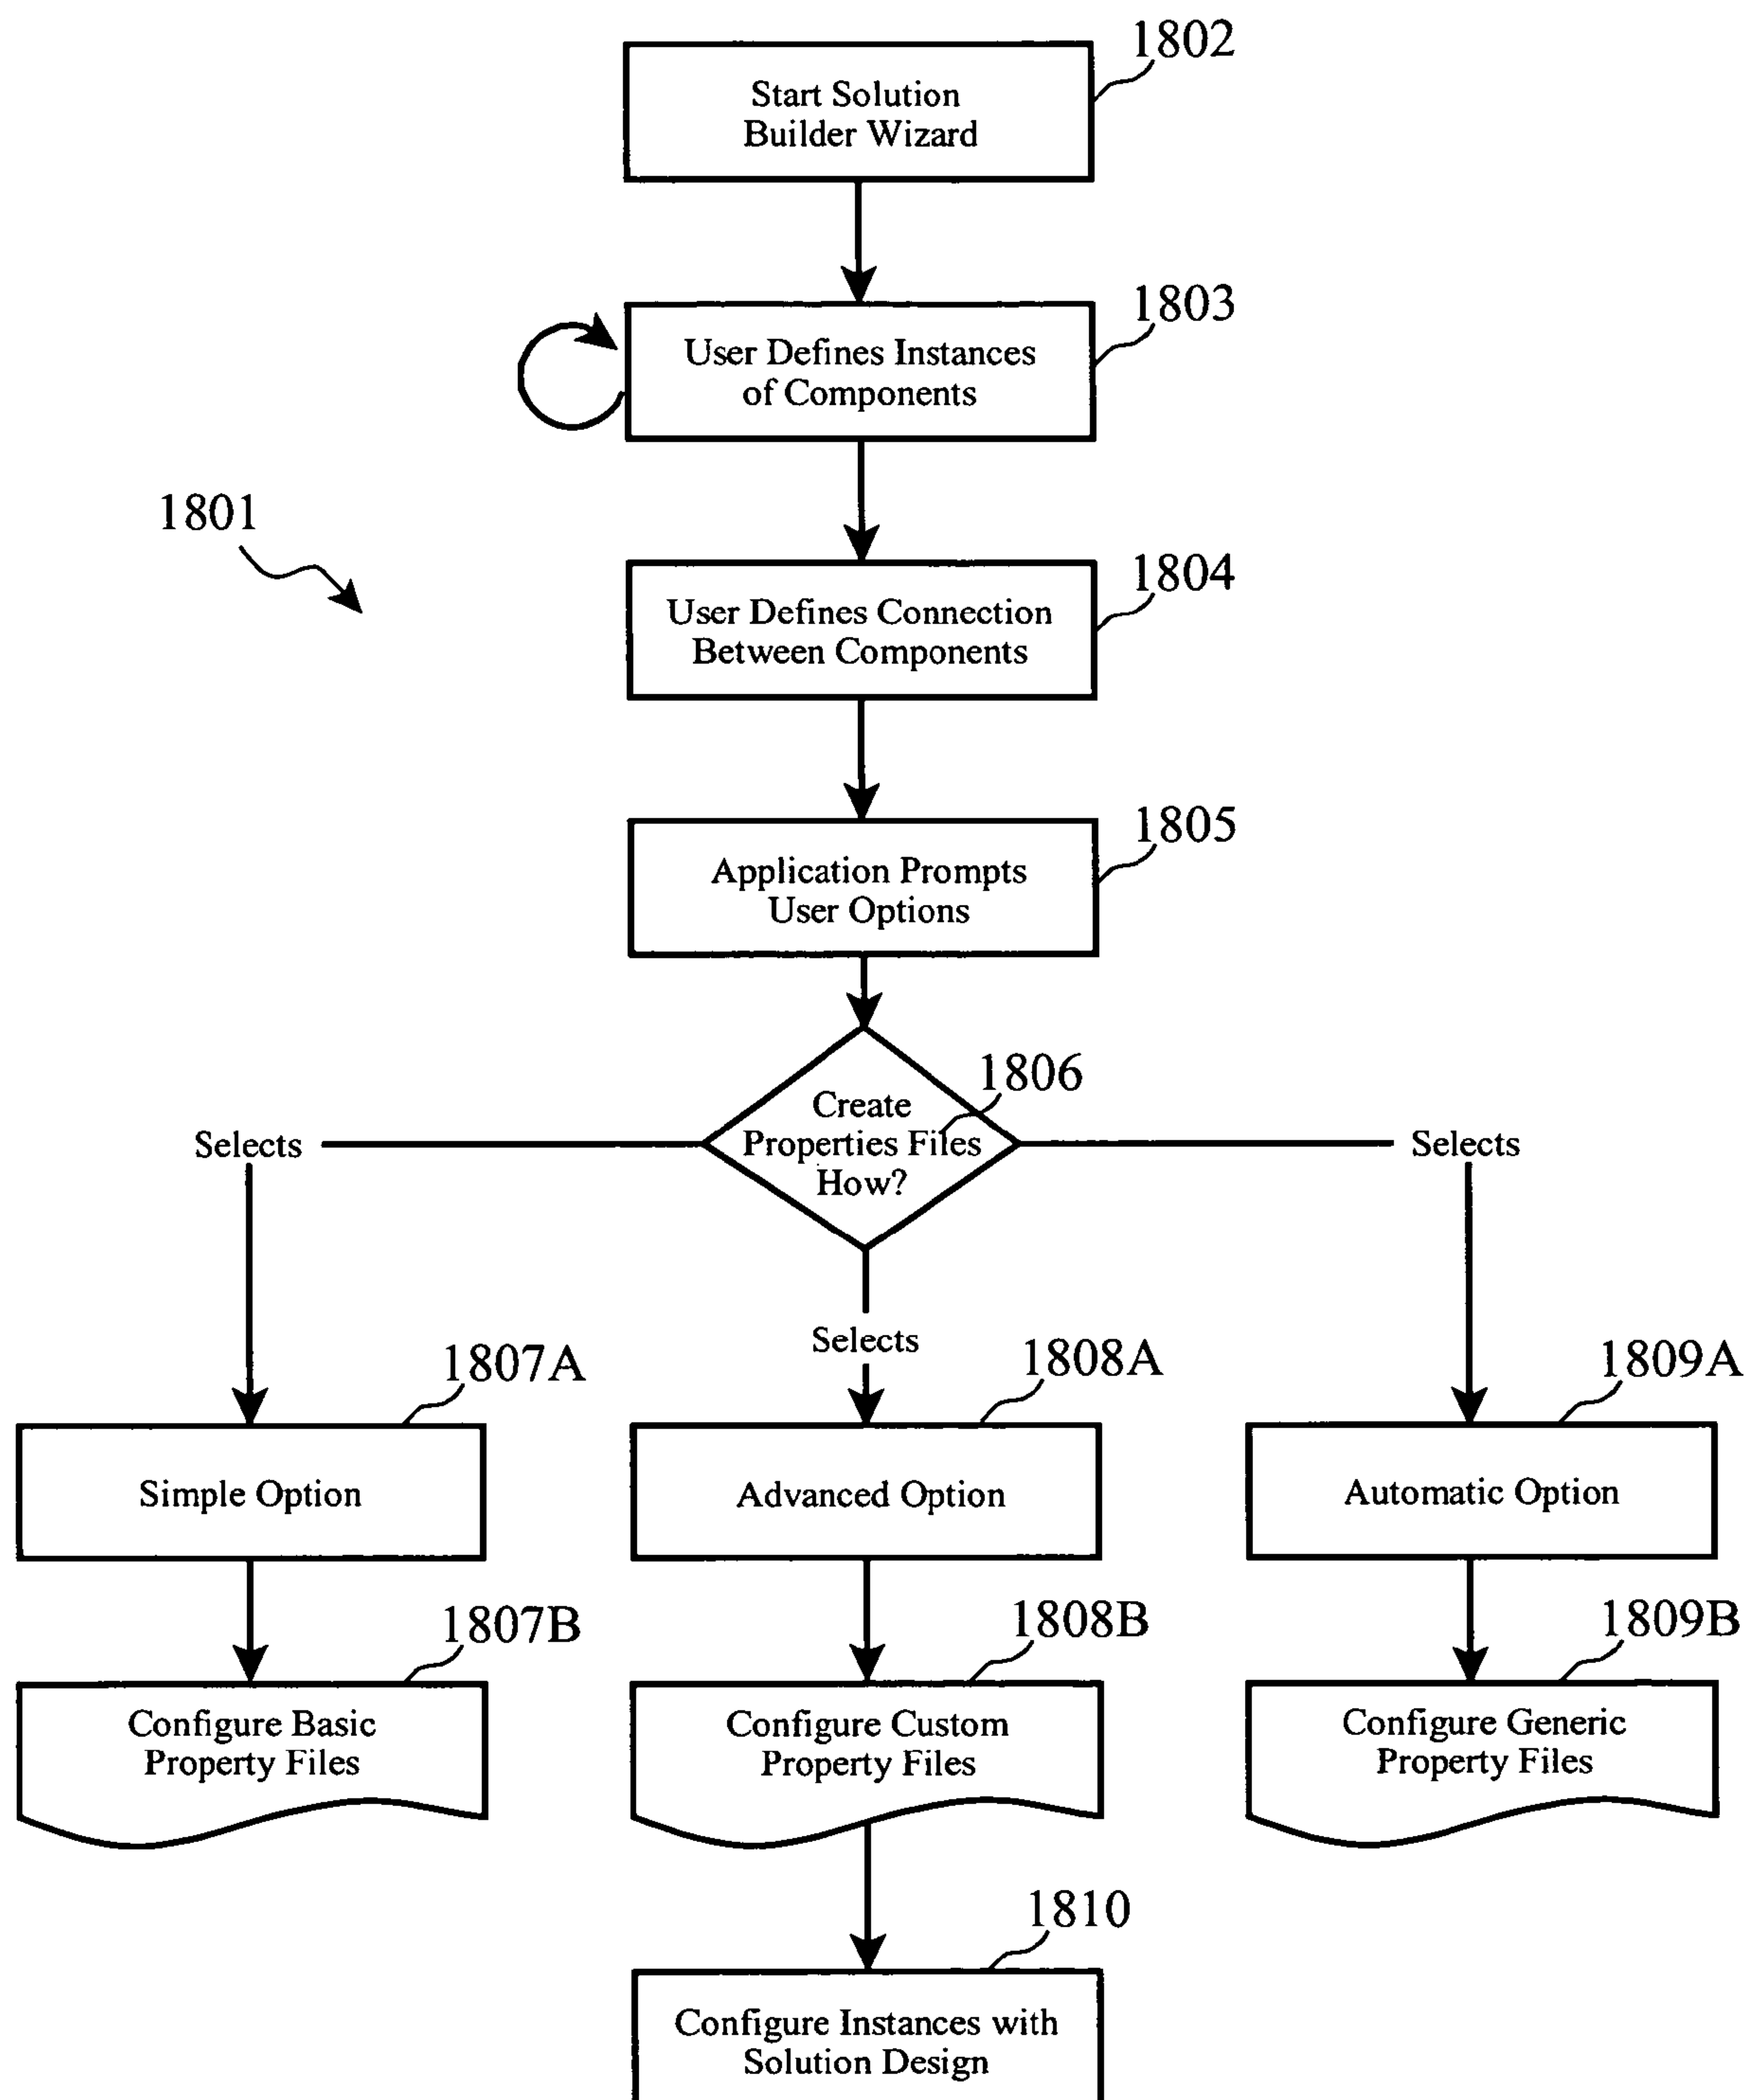 1802
Start Solution
Builder Wizard
1803
User Defines Instances
of Components
1801
1804
User Defines Connection
Between Components
1805
Application Prompts
User Options
1806
Create
Properties Files
How?
Selects
Selects
Selects
1807A
1808A
1809A
Simple Option
Advanced Option
Automatic Option
1807B
1808B
1809B
Configure Basic
Property Files
Configure Custom
Property Files
Configure Generic
Property Files
1810
Configure Instances with
Solution Design